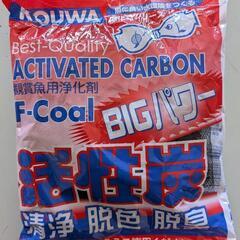 KOUWA
Best-Quality
ACTIVATED CARBON
観賞魚用浄化剤
F-Coal
BIGパワー
活性炭
清浄 脱色 脱臭